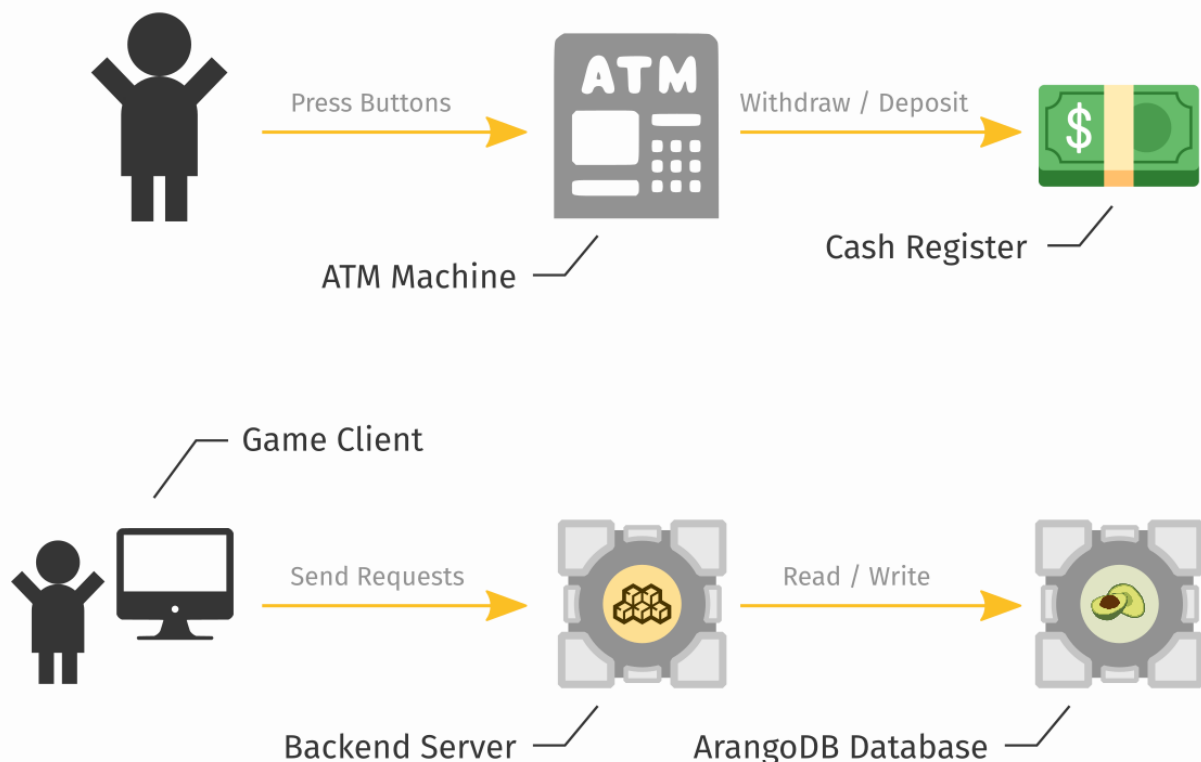 Press Buttons
ATM
Withdraw / Deposit
$
ATM Machine
Cash Register
Game Client
Send Requests
Read / Write
Backend Server
ArangoDB Database